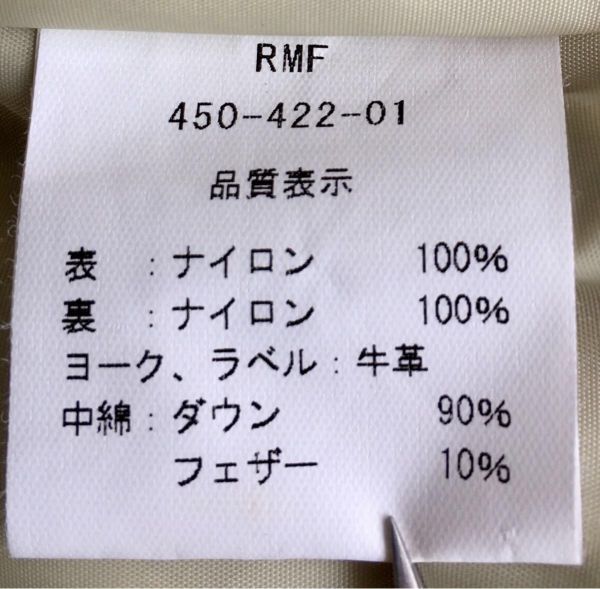 RMF
450-422-01
品質表示
表 :ナイロン 100%
裏 :ナイロン 100%
ヨーク、ラベル:牛革
中綿:ダウン 90%
フェザー 10%